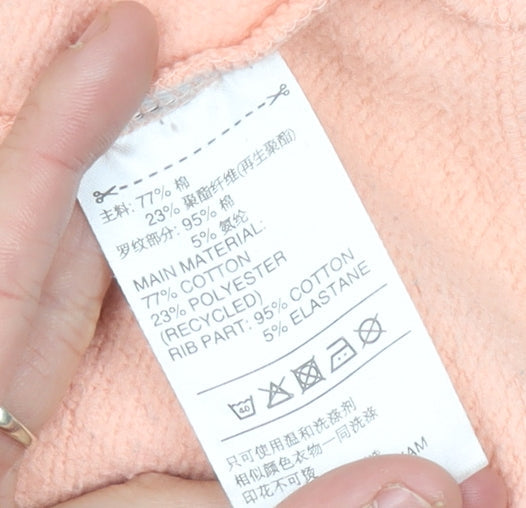 主料: 77% 棉
23% 聚酯纤维(再生聚酯)
罗纹部分: 95% 棉
5% 氨纶
MAIN MATERIAL:
77% COTTON
23% POLYESTER
(RECYCLED)
RIB PART: 95% COTTON
5% ELASTANE
40
只可使用温和洗涤剂
相似颜色衣物一同洗涤
印花不可烫